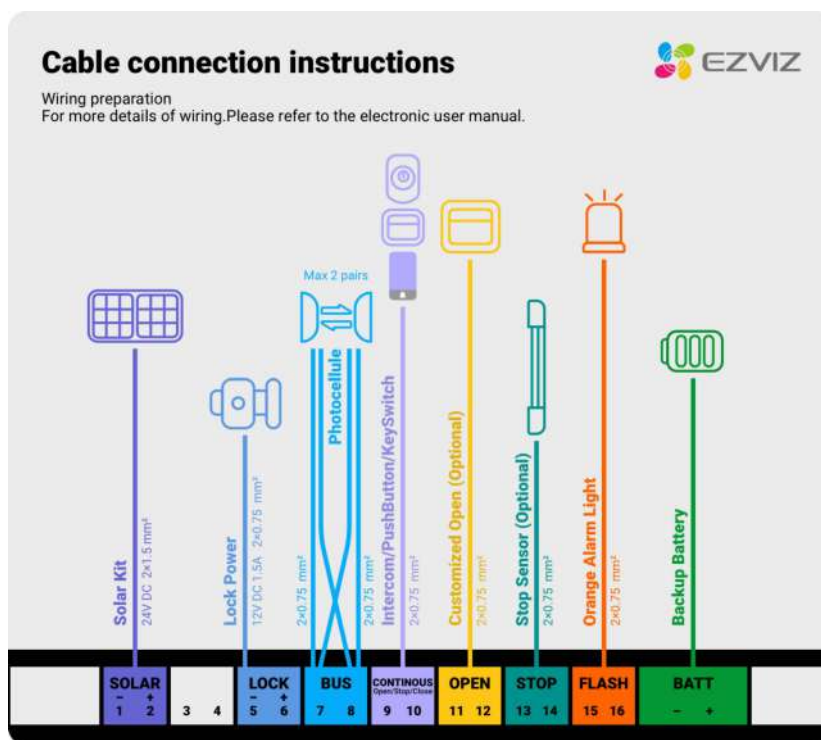 Cable connection instructions
EZVIZ
Wiring preparation
For more details of wiring.Please refer to the electronic user manual.
Max 2 pairs
Solar Kit
24V DC 2×1.5 mm²
Lock Power
12V DC 1.5A 2×0.75 mm²
2×0.75 mm²
Photocellule
2×0.75 mm²
Intercom/PushButton/KeySwitch
2×0.75 mm²
Customized Open (Optional)
2×0.75 mm²
Stop Sensor (Optional)
2×0.75 mm²
Orange Alarm Light
2×0.75 mm²
Backup Battery
SOLAR
- +
1 2
3 4
LOCK
- +
5 6
BUS
7 8
CONTINOUS
Open/Stop/Close
9 10
OPEN
11 12
STOP
13 14
FLASH
15 16
BATT
- +